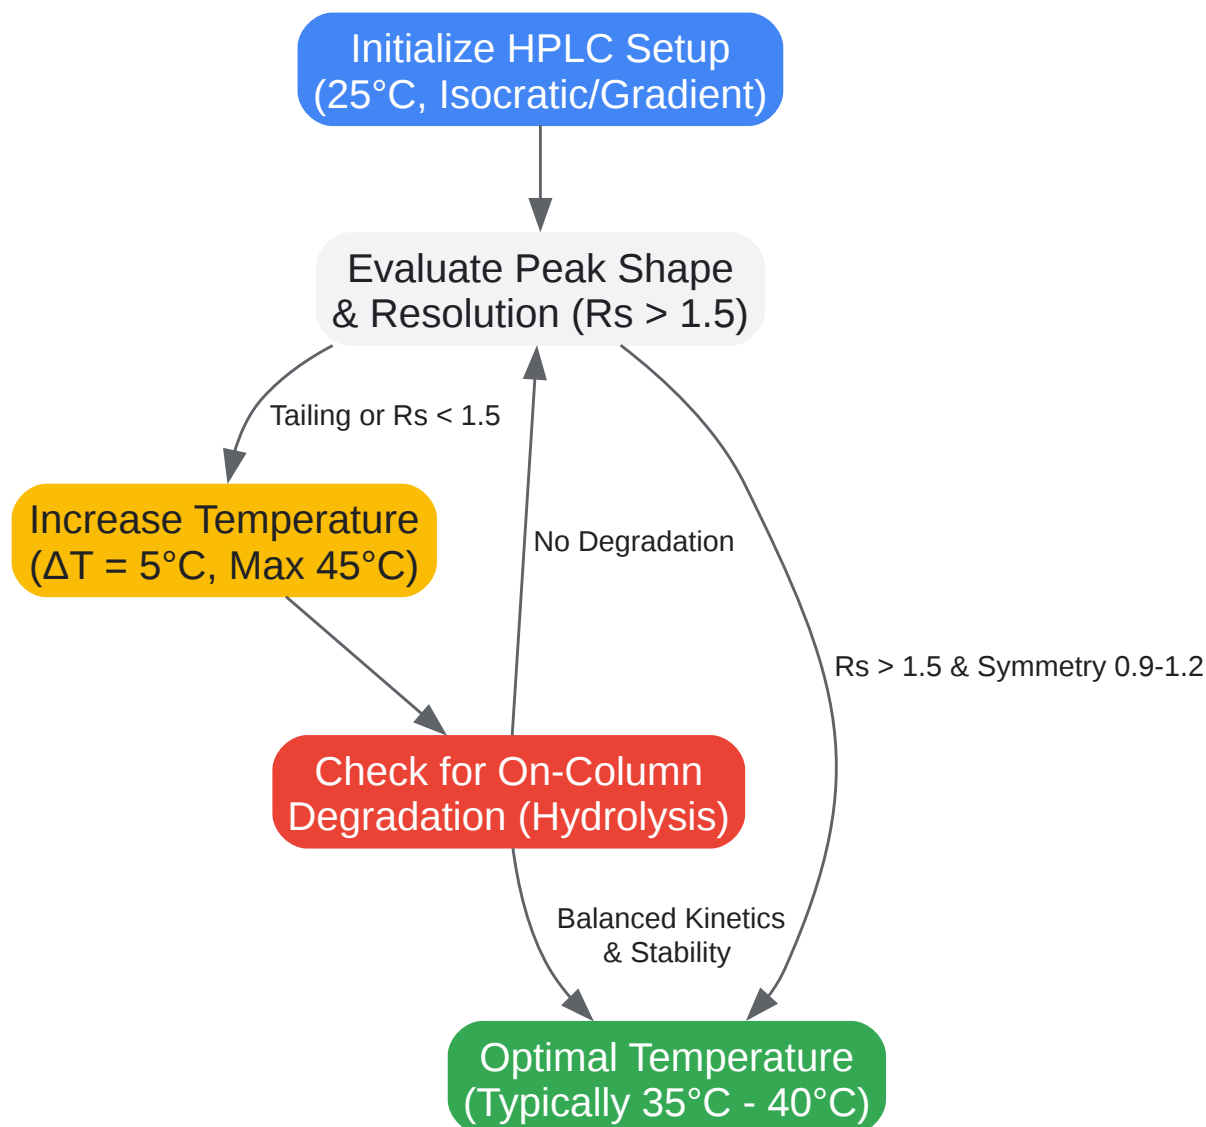 Initialize HPLC Setup
(25°C, Isocratic/Gradient)
Evaluate Peak Shape
& Resolution (Rs > 1.5)
Tailing or Rs < 1.5
Increase Temperature
(ΔT = 5°C, Max 45°C)
No Degradation
Rs > 1.5 & Symmetry 0.9-1.2
Check for On-Column
Degradation (Hydrolysis)
Balanced Kinetics
& Stability
Optimal Temperature
(Typically 35°C - 40°C)